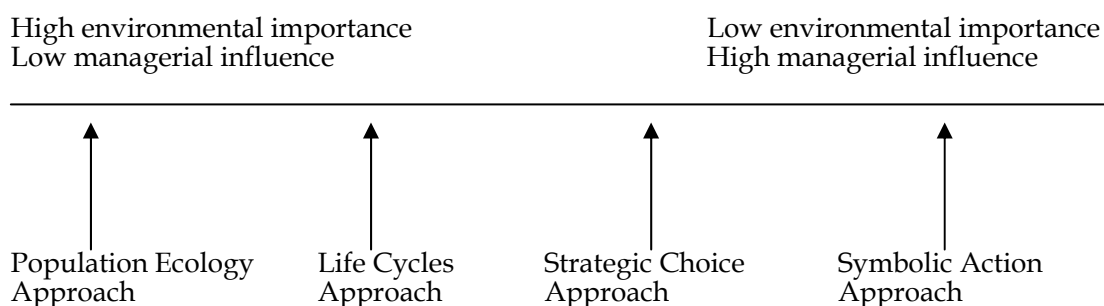 High environmental importance
Low managerial influence
Low environmental importance
High managerial influence
Population Ecology
Approach
Life Cycles
Approach
Strategic Choice
Approach
Symbolic Action
Approach